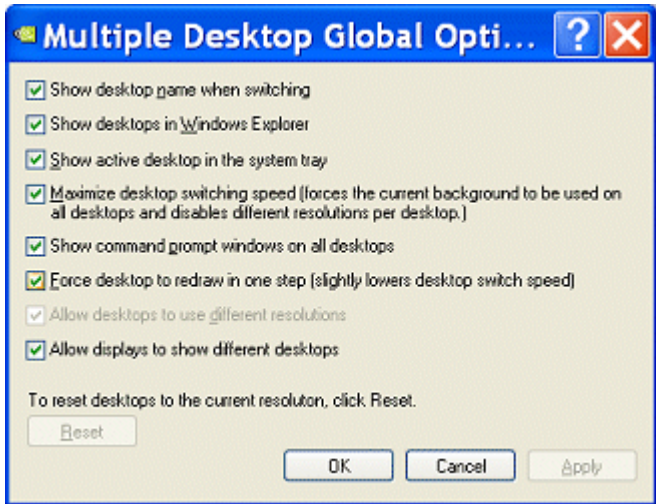 Multiple Desktop Global Opti...
Show desktop name when switching
Show desktops in Windows Explorer
Show active desktop in the system tray
Maximize desktop switching speed (forces the current background to be used on
all desktops and disables different resolutions per desktop.)
Show command prompt windows on all desktops
Force desktop to redraw in one step (slightly lowers desktop switch speed)
Allow desktops to use different resolutions
Allow displays to show different desktops
To reset desktops to the current resoluton, click Reset.
Reset
OK Cancel Apply